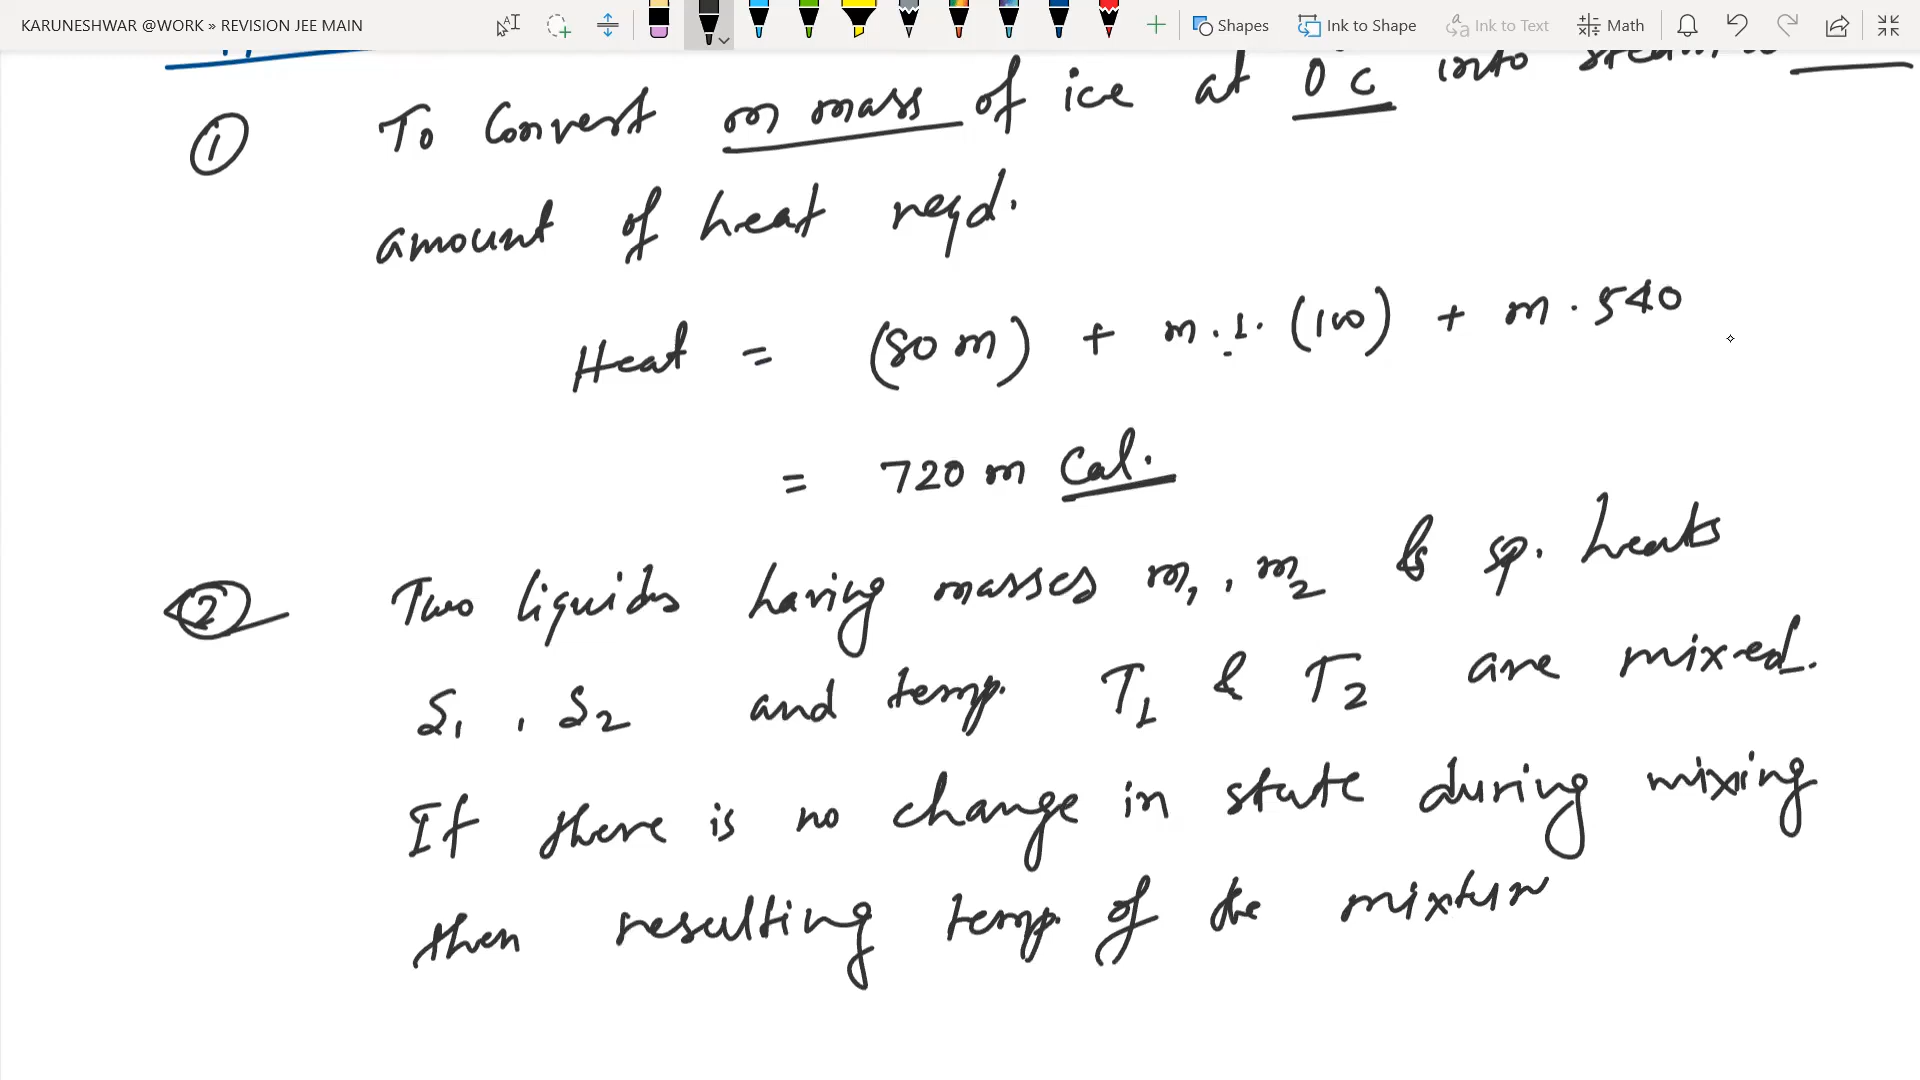 KARUNESHWAR @WORK » REVISION JEE MAIN
Shapes Ink to Shape Ink to Text Math
① To Convert m mass of ice at 0°c into steam
amount of heat reqd.
Heat = (80 m) + m.1.(100) + m.540
= 720 m Cal.
② Two liquids having masses m₁, m₂ & sp. heats
S₁, S₂ and temp. T₁ & T₂ are mixed.
If there is no change in state during mixing
then resulting temp. of the mixture